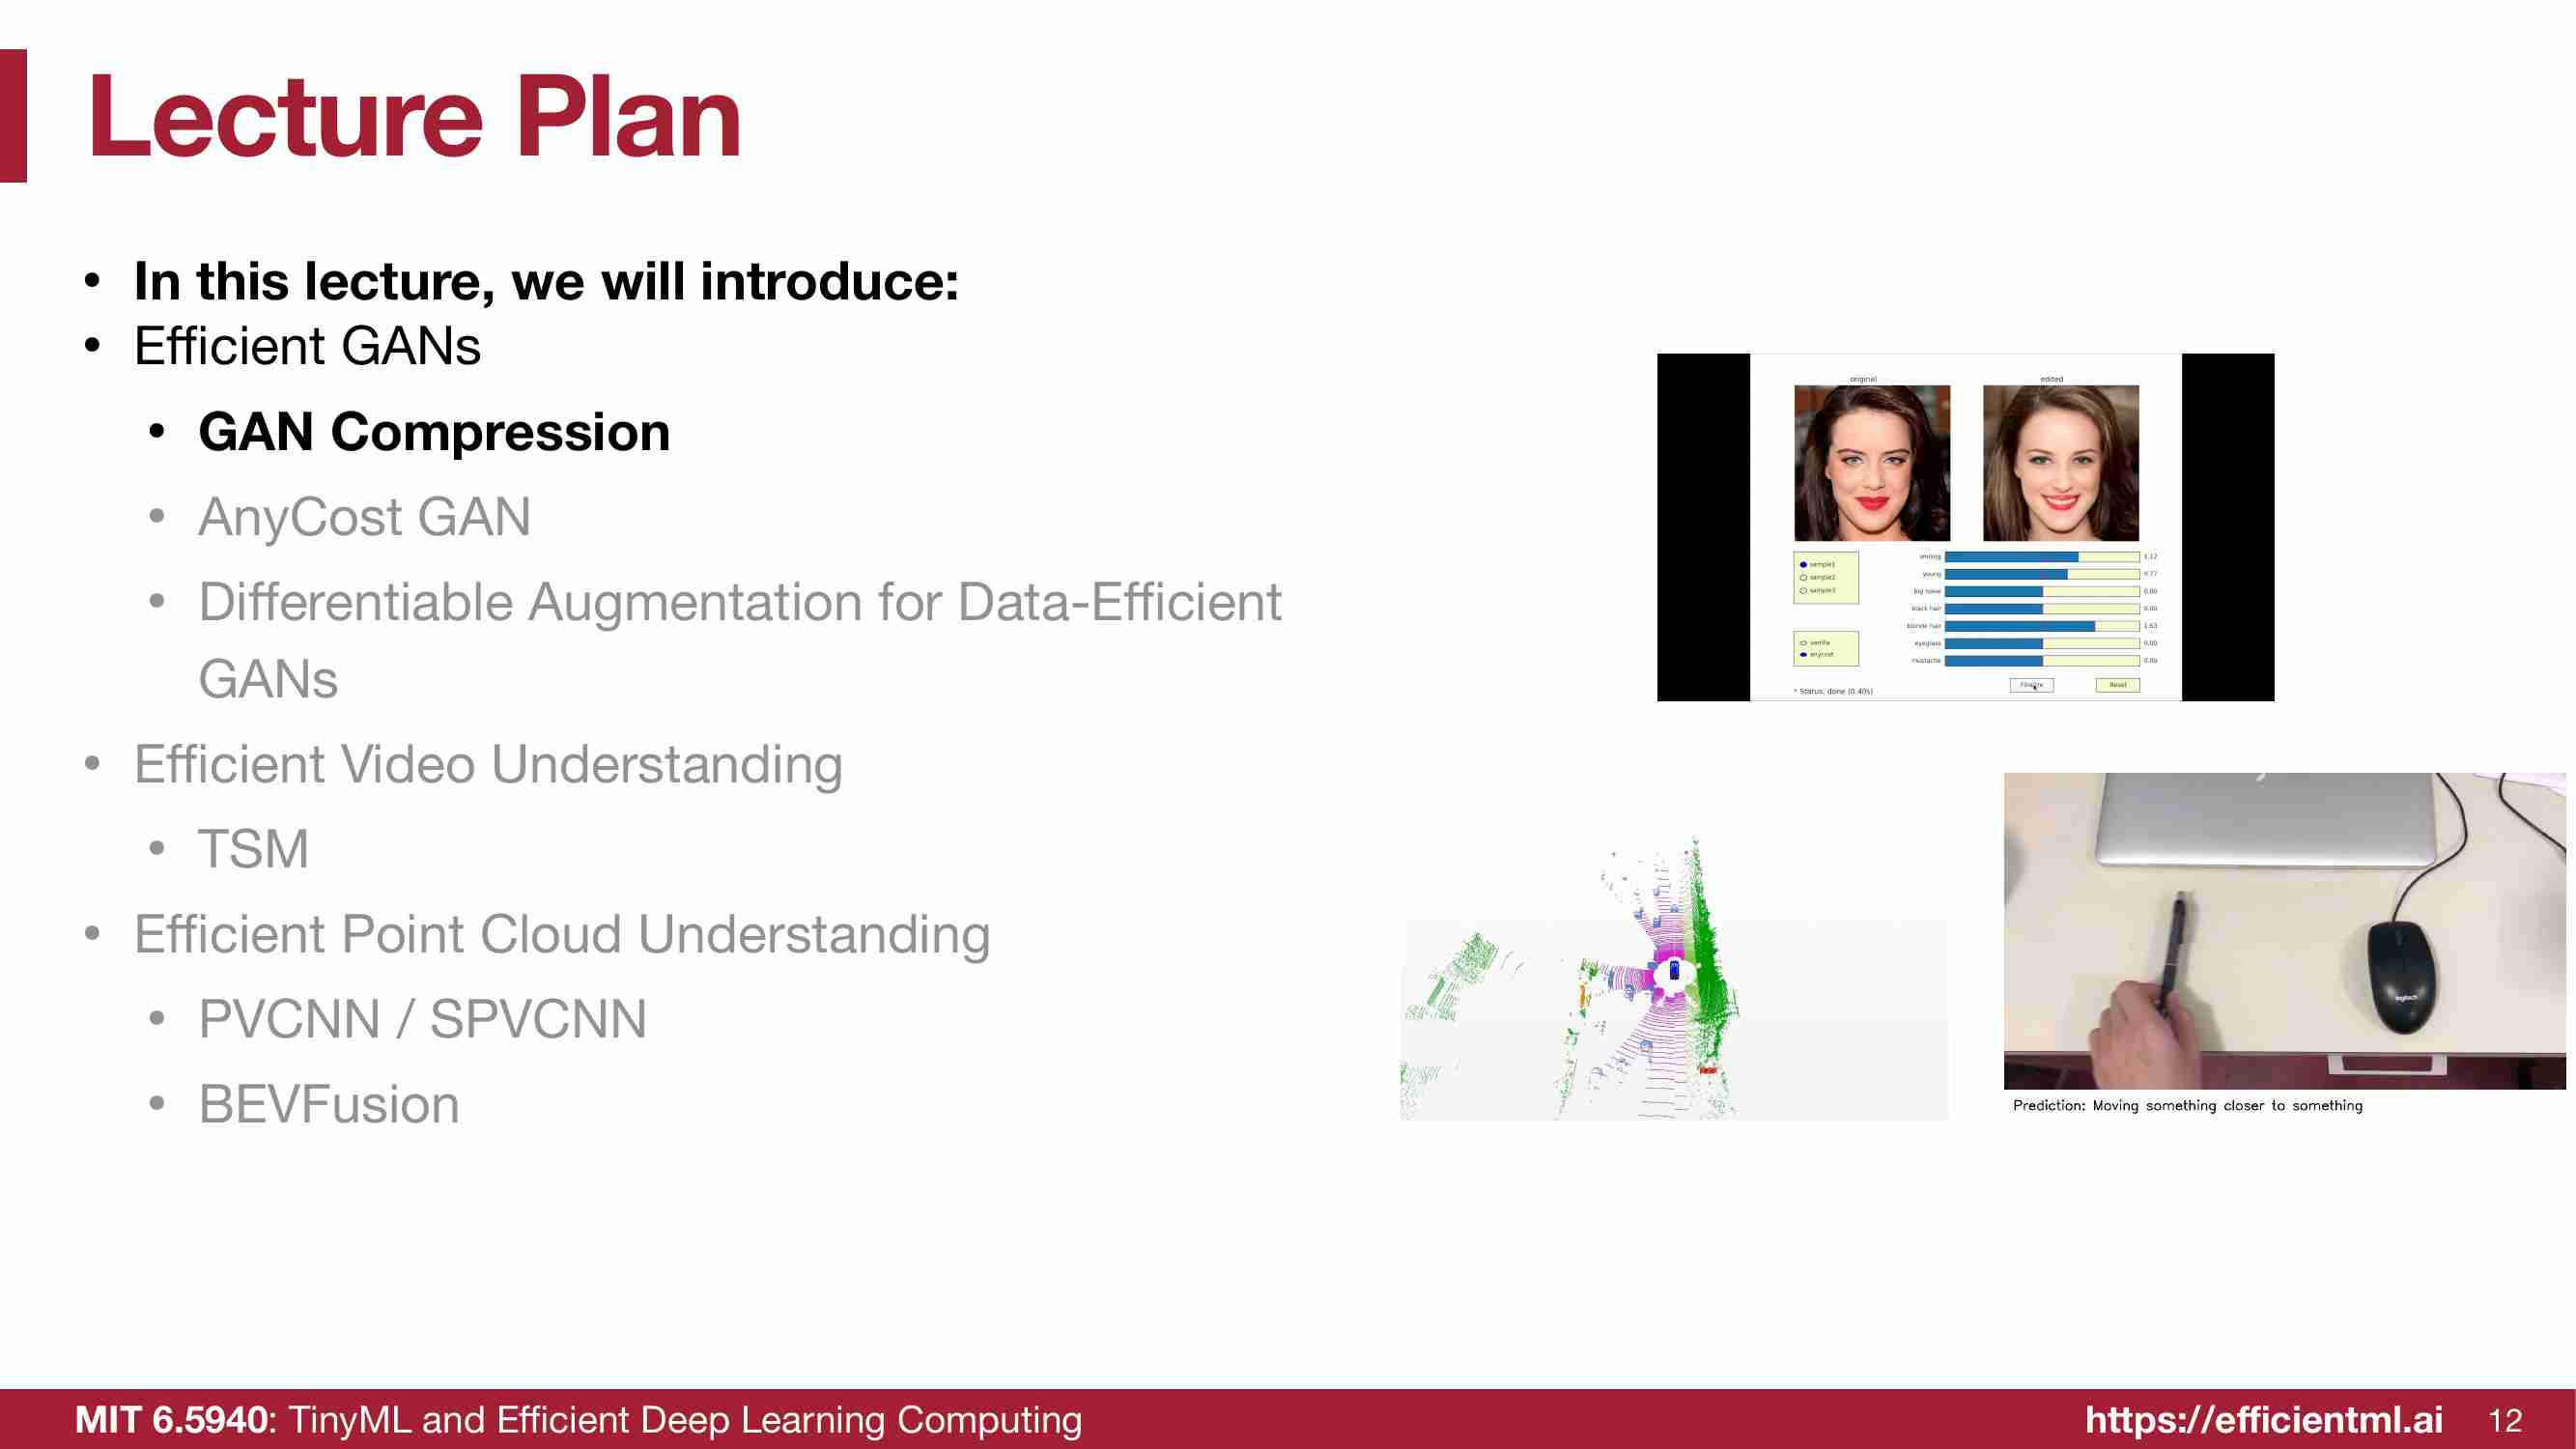 Lecture Plan
• In this lecture, we will introduce:
• Efficient GANs
• GAN Compression
• AnyCost GAN
• Differentiable Augmentation for Data-Efficient
GANs
• Efficient Video Understanding
• TSM
• Efficient Point Cloud Understanding
• PVCNN / SPVCNN
• BEVFusion
original edited
sample1
sample2
sample3
vanilla
anycost
smiling 1.12
young 0.77
big nose 0.00
black hair 0.00
blonde hair 1.63
eyeglass 0.00
mustache 0.00
* Status: done (0.40s)
Finalize Reset
logitech
Prediction: Moving something closer to something
MIT 6.5940: TinyML and Efficient Deep Learning Computing
https://efficientml.ai 12